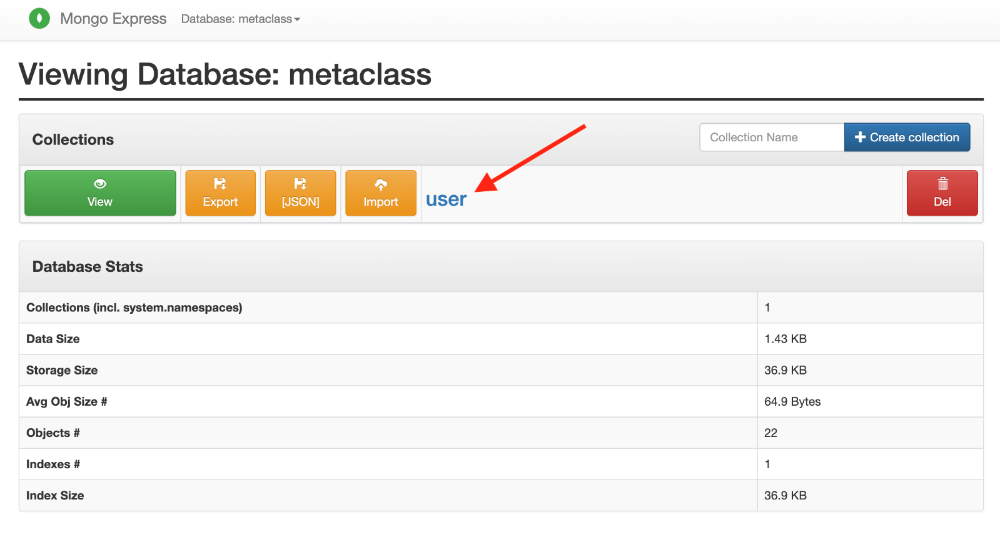 Mongo Express Database: metaclass
Viewing Database: metaclass
Collections
Collection Name
Create collection
View
Export
[JSON]
Import
user
Del
Database Stats
Collections (incl. system.namespaces) 1
Data Size 1.43 KB
Storage Size 36.9 KB
Avg Obj Size # 64.9 Bytes
Objects # 22
Indexes # 1
Index Size 36.9 KB